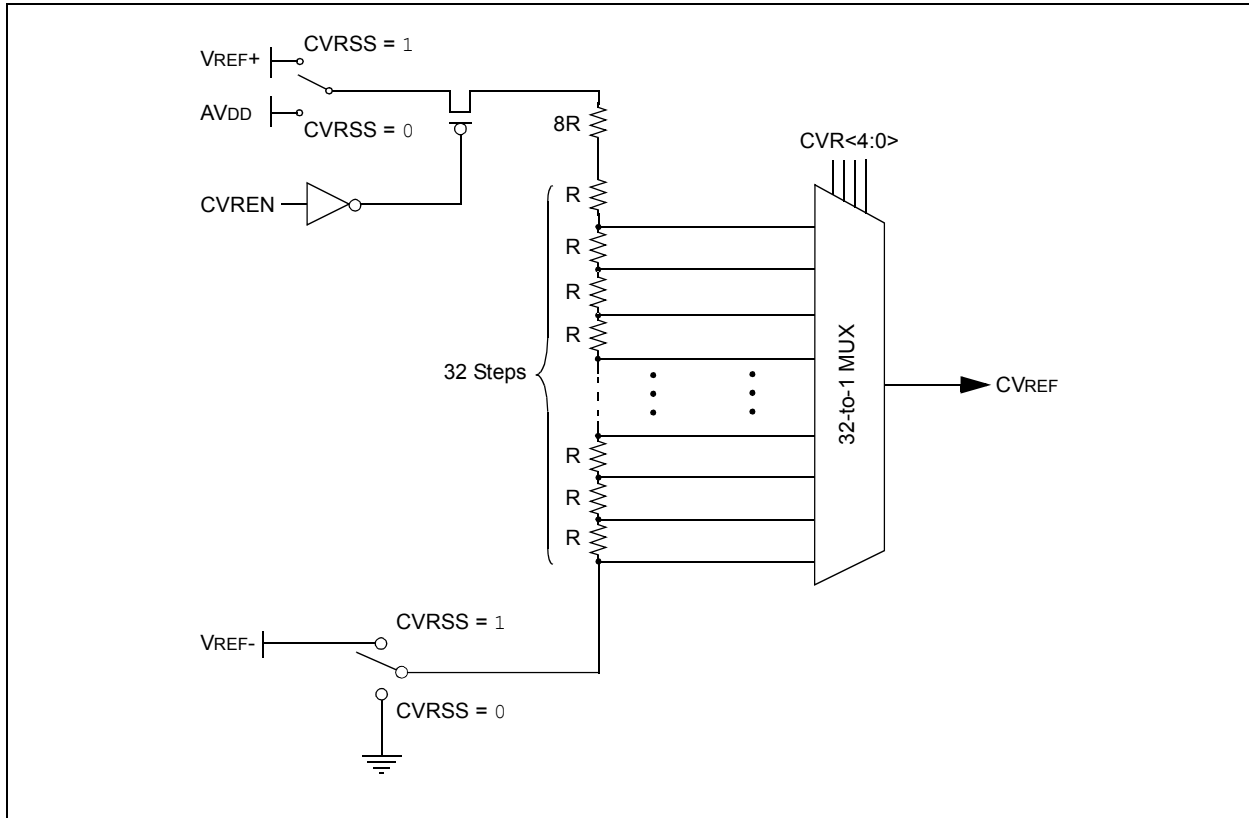 CVRSS = 1
VREF+
AVDD
CVRSS = 0
8R
CVR<4:0>
CVREN
R
R
R
R
32 Steps
32-to-1 MUX
CVREF
R
R
R
CVRSS = 1
VREF-
CVRSS = 0